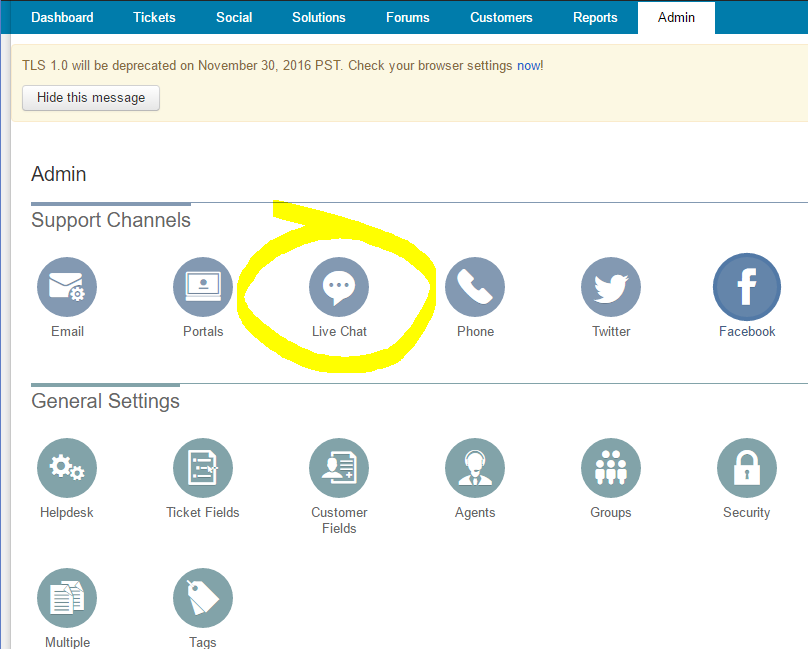 Dashboard Tickets Social Solutions Forums Customers Reports Admin
TLS 1.0 will be deprecated on November 30, 2016 PST. Check your browser settings now!
Hide this message
Admin
Support Channels
Email Portals Live Chat Phone Twitter Facebook
General Settings
Helpdesk Ticket Fields Customer Fields Agents Groups Security
Multiple Tags